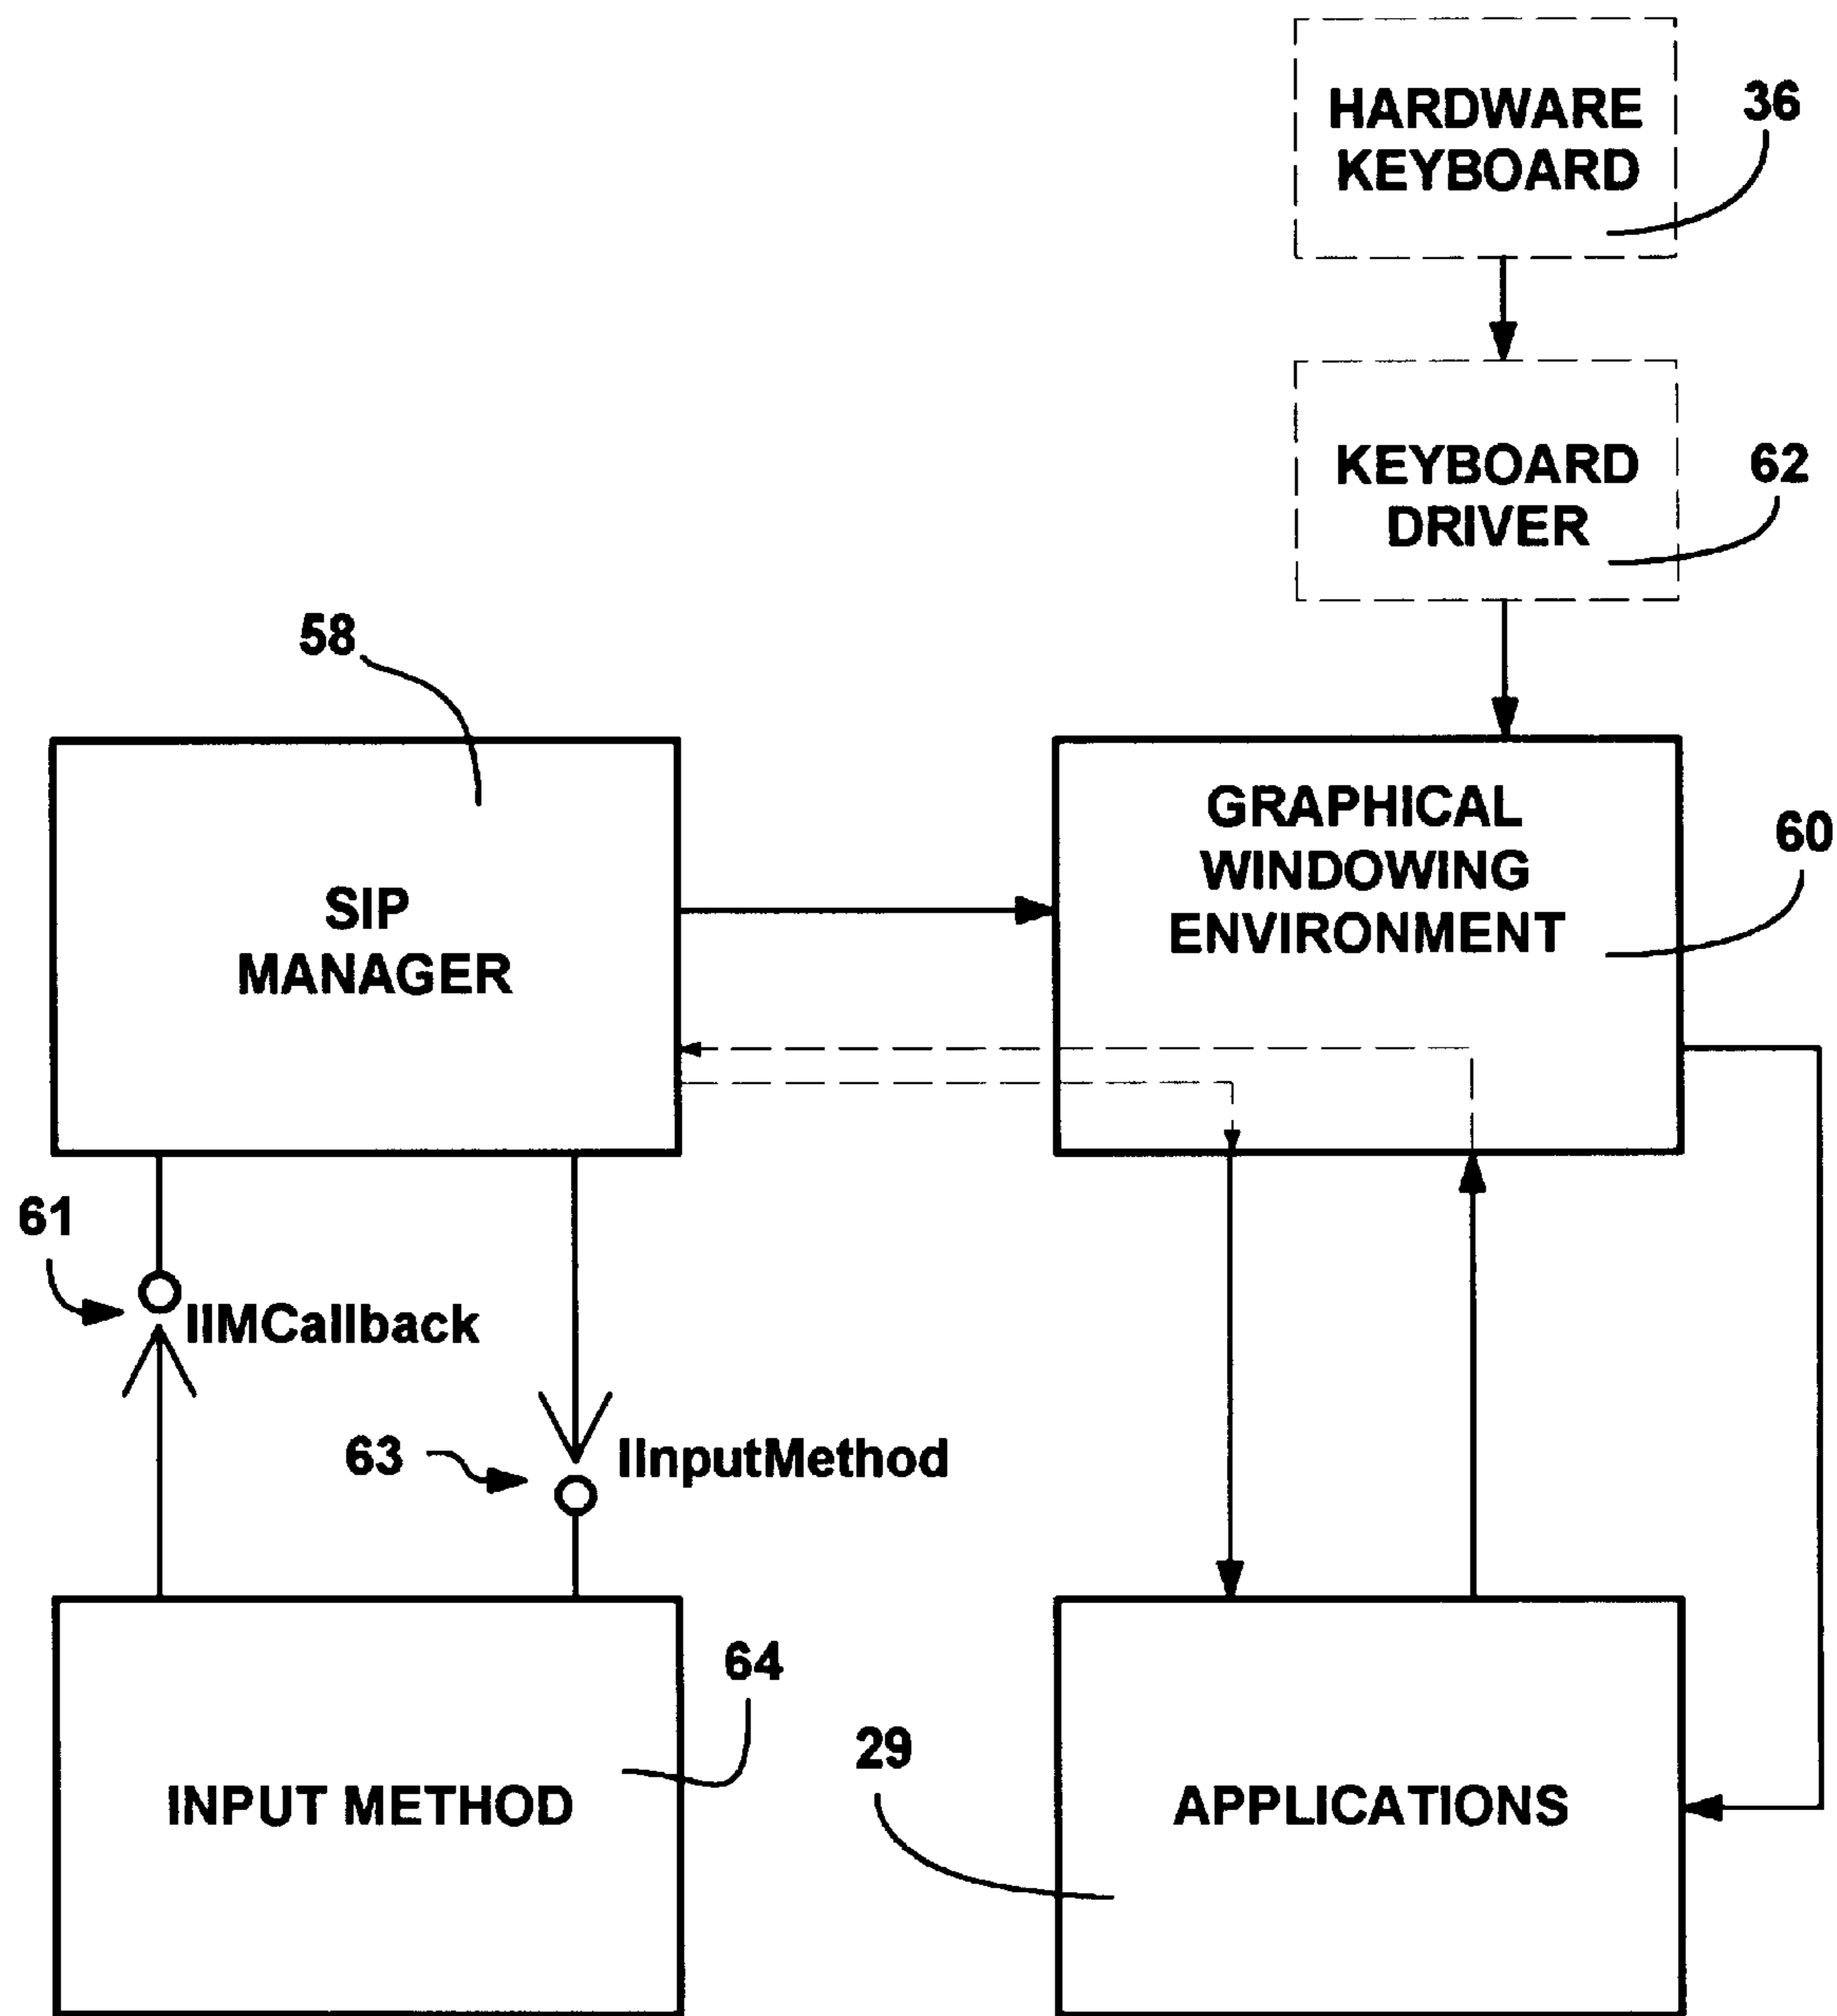 HARDWARE
KEYBOARD
36
KEYBOARD
DRIVER
62
58
SIP
MANAGER
GRAPHICAL
WINDOWING
ENVIRONMENT
60
61
IIMCallback
63
IInputMethod
INPUT METHOD
64
29
APPLICATIONS